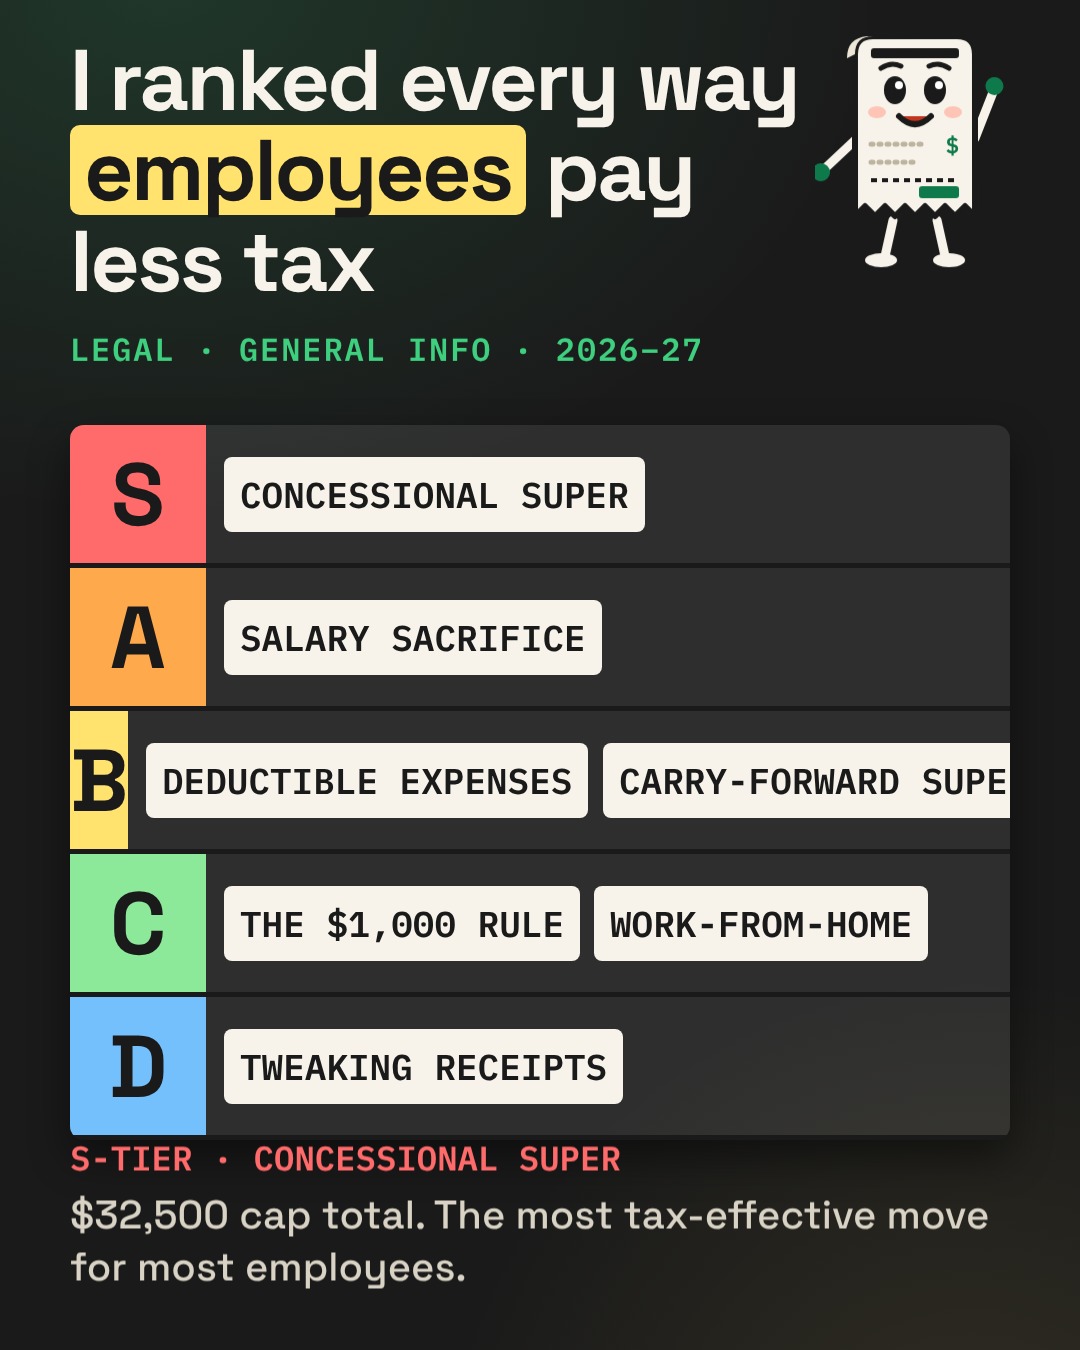 I ranked every way
employees pay
less tax
$
LEGAL · GENERAL INFO · 2026–27
S
CONCESSIONAL SUPER
A
SALARY SACRIFICE
B
DEDUCTIBLE EXPENSES
CARRY-FORWARD SUPE
C
THE $1,000 RULE
WORK-FROM-HOME
D
TWEAKING RECEIPTS
S-TIER · CONCESSIONAL SUPER
$32,500 cap total. The most tax-effective move
for most employees.